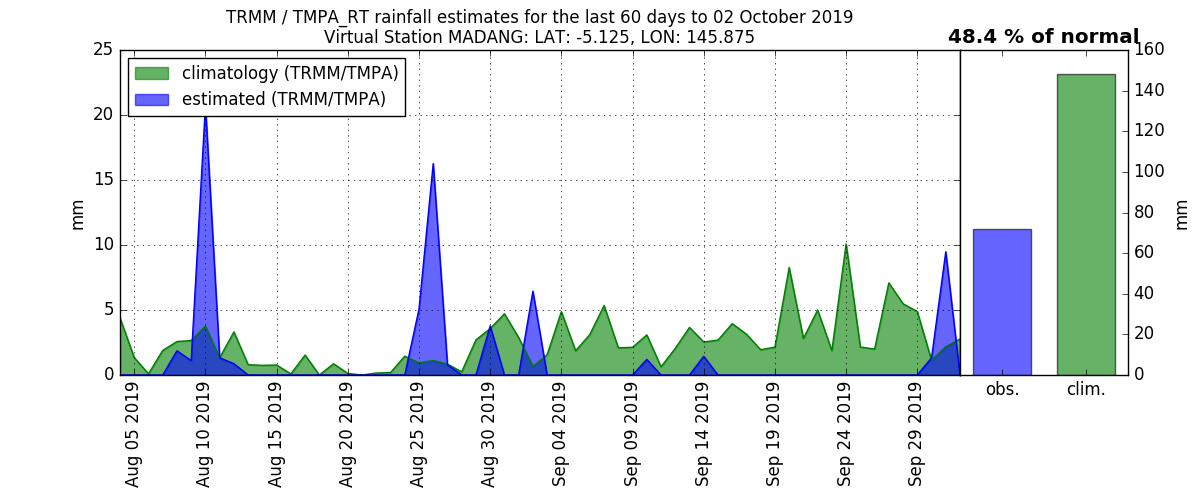 TRMM / TMPA_RT rainfall estimates for the last 60 days to 02 October 2019
Virtual Station MADANG: LAT: -5.125, LON: 145.875
48.4 % of normal
climatology (TRMM/TMPA)
estimated (TRMM/TMPA)
25
20
15
10
5
0
mm
Aug 05 2019
Aug 10 2019
Aug 15 2019
Aug 20 2019
Aug 25 2019
Aug 30 2019
Sep 04 2019
Sep 09 2019
Sep 14 2019
Sep 19 2019
Sep 24 2019
Sep 29 2019
160
140
120
100
80
60
40
20
0
mm
obs.
clim.